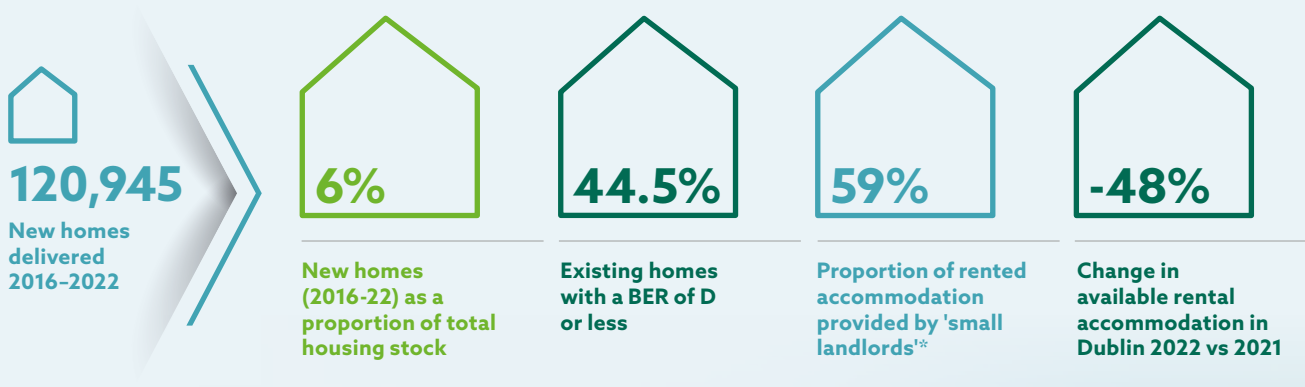 120,945
New homes
delivered
2016–2022
6%
New homes
(2016-22) as a
proportion of total
housing stock
44.5%
Existing homes
with a BER of D
or less
59%
Proportion of rented
accommodation
provided by 'small
landlords'*
-48%
Change in
available rental
accommodation in
Dublin 2022 vs 2021